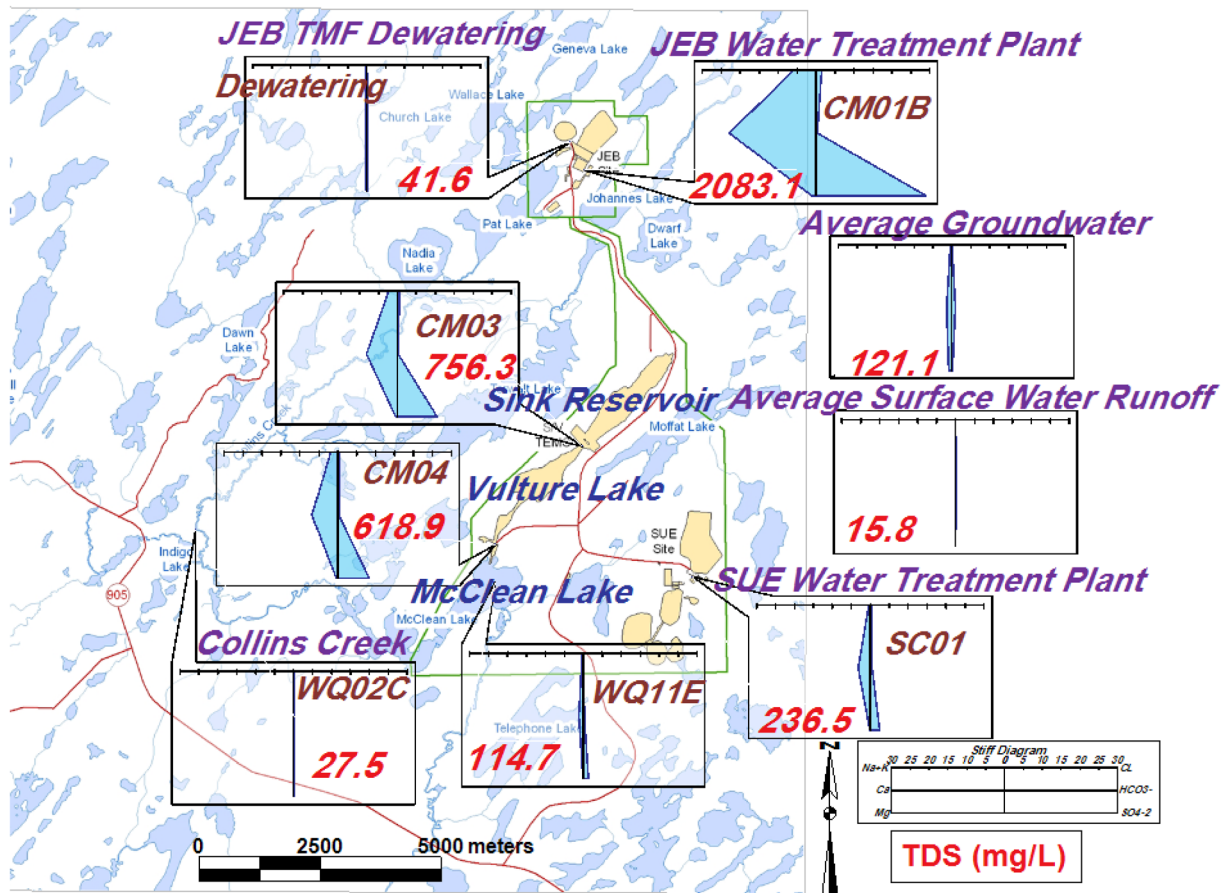 JEB TMF Dewatering
Geneva Lake
JEB Water Treatment Plant
Dewatering
Wallace Lake
Church Lake
CM01B
JEB
41.6
2083.1
Johannes Lake
Pat Lake
Dwarf
Lake
Average Groundwater
Nadia
Lake
CM03
Dawn
Lake
756.3
121.1
Sink Reservoir
Average Surface Water Runoff
Moffat Lake
TEMS
Collins Creek
CM04
Vulture Lake
618.9
15.8
SUE
Site
Indigo
Lake
SUE Water Treatment Plant
905
McClean Lake
McClean Lake
Collins Creek
SC01
WQ02C
WQ11E
236.5
Telephone Lake
27.5
114.7
Z
Stiff Diagram
30 25 20 15 10 5 0 5 10 15 20 25 30
Na+K CL
Ca HCO3-
Mg SO4-2
0 2500 5000 meters
TDS (mg/L)